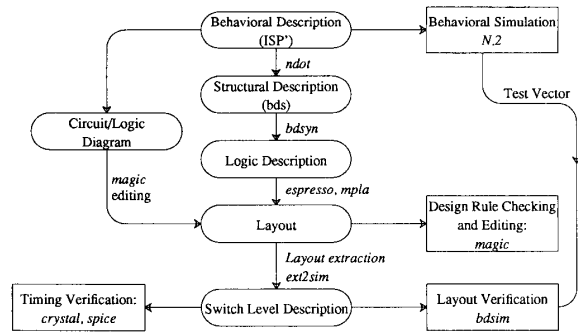 Behavioral Description
(ISP')
Behavioral Simulation
N.2
ndot
Structural Description
(bds)
Test Vector
Circuit/Logic
Diagram
bdsyn
Logic Description
magic
editing
espresso, mpla
Layout
Design Rule Checking
and Editing:
magic
Layout extraction
ext2sim
Timing Verification:
crystal, spice
Switch Level Description
Layout Verification
bdsim